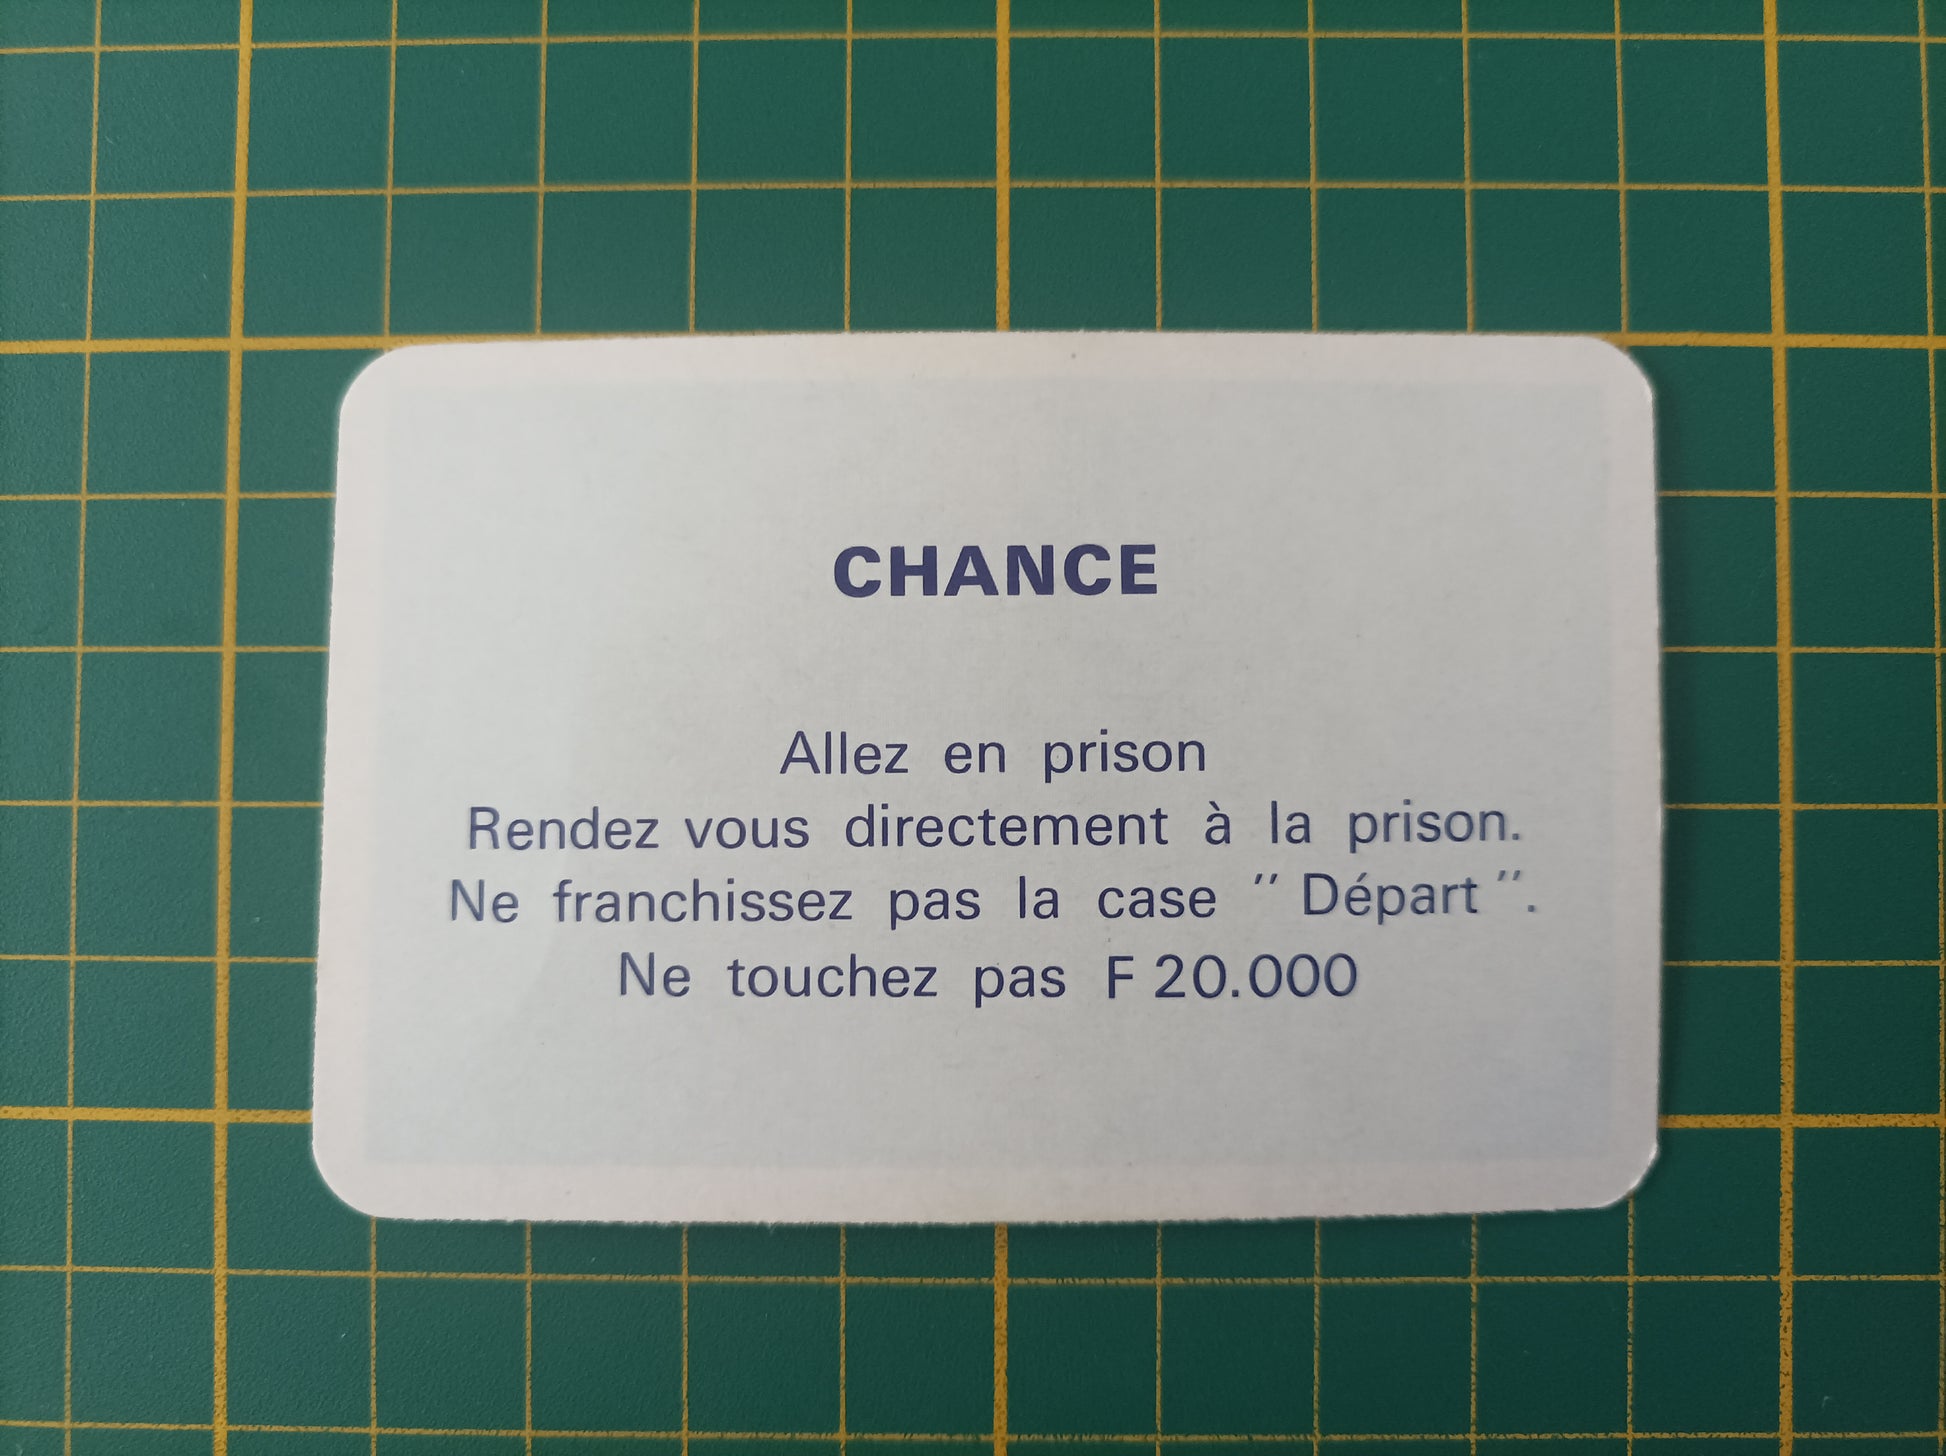 CHANCE
Allez en prison
Rendez vous directement à la prison.
Ne franchissez pas la case " Départ ".
Ne touchez pas F 20.000